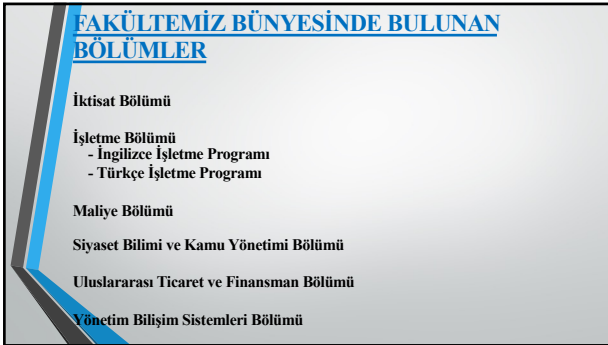 FAKÜLTEMİZ BÜNYESİNDE BULUNAN
BÖLÜMLER
İktisat Bölümü
İşletme Bölümü
- İngilizce İşletme Programı
- Türkçe İşletme Programı
Maliye Bölümü
Siyaset Bilimi ve Kamu Yönetimi Bölümü
Uluslararası Ticaret ve Finansman Bölümü
Yönetim Bilişim Sistemleri Bölümü